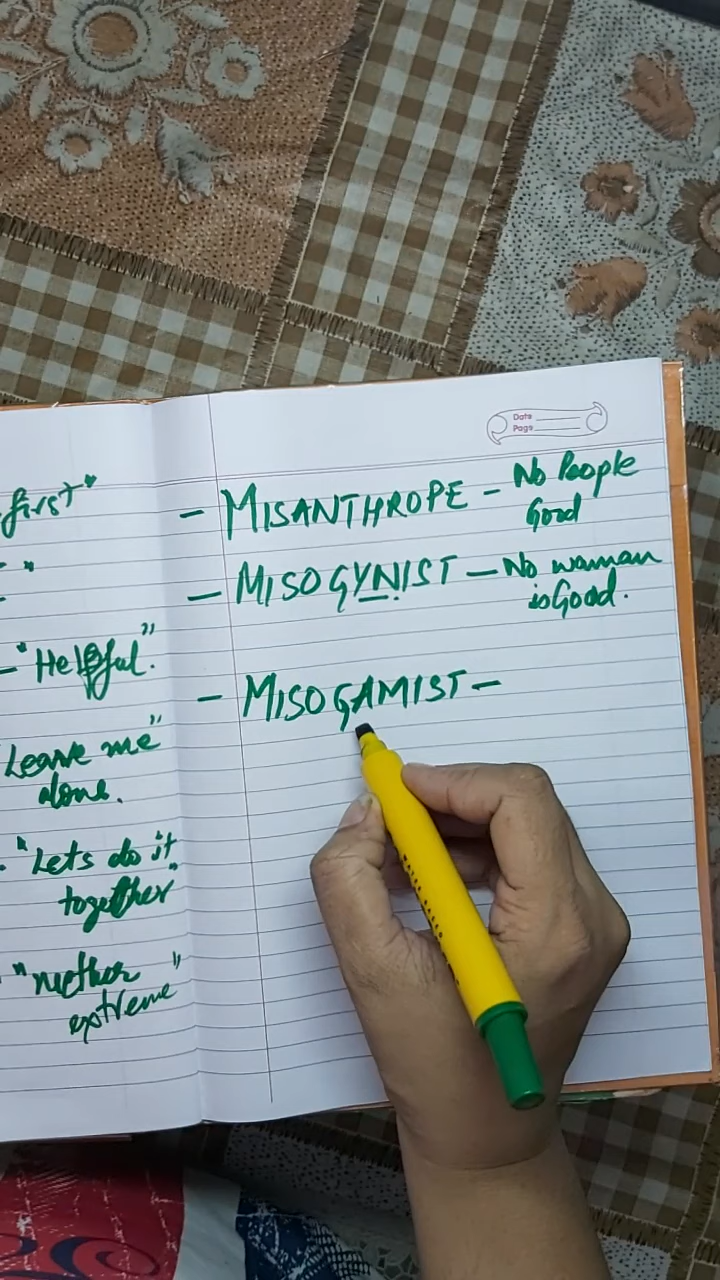 first"
"
- "Helpful."
Leave me"
alone.
"Lets do it
together"
"neither
extreme"
Date
Page
- MISANTHROPE - No People
Good
- MISOGYNIST - No waman
is Good.
- MISOGAMIST -